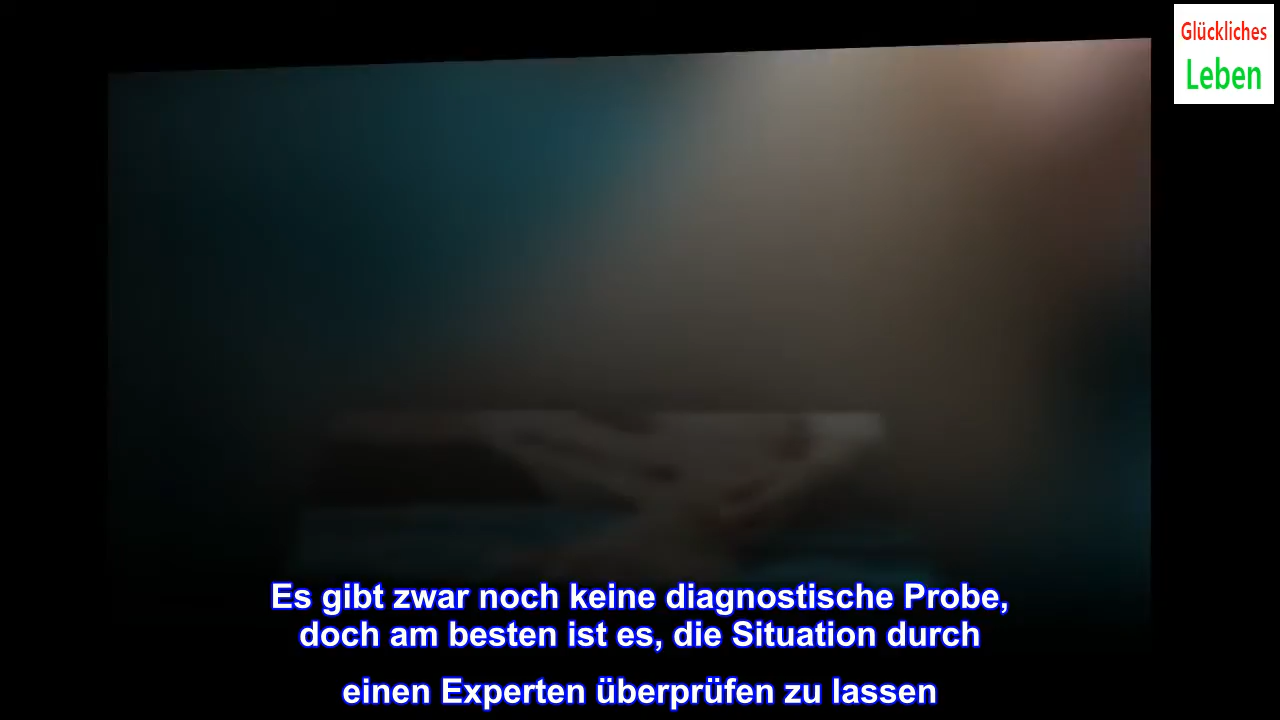 Glückliches
Leben
Es gibt zwar noch keine diagnostische Probe,
doch am besten ist es, die Situation durch
einen Experten überprüfen zu lassen